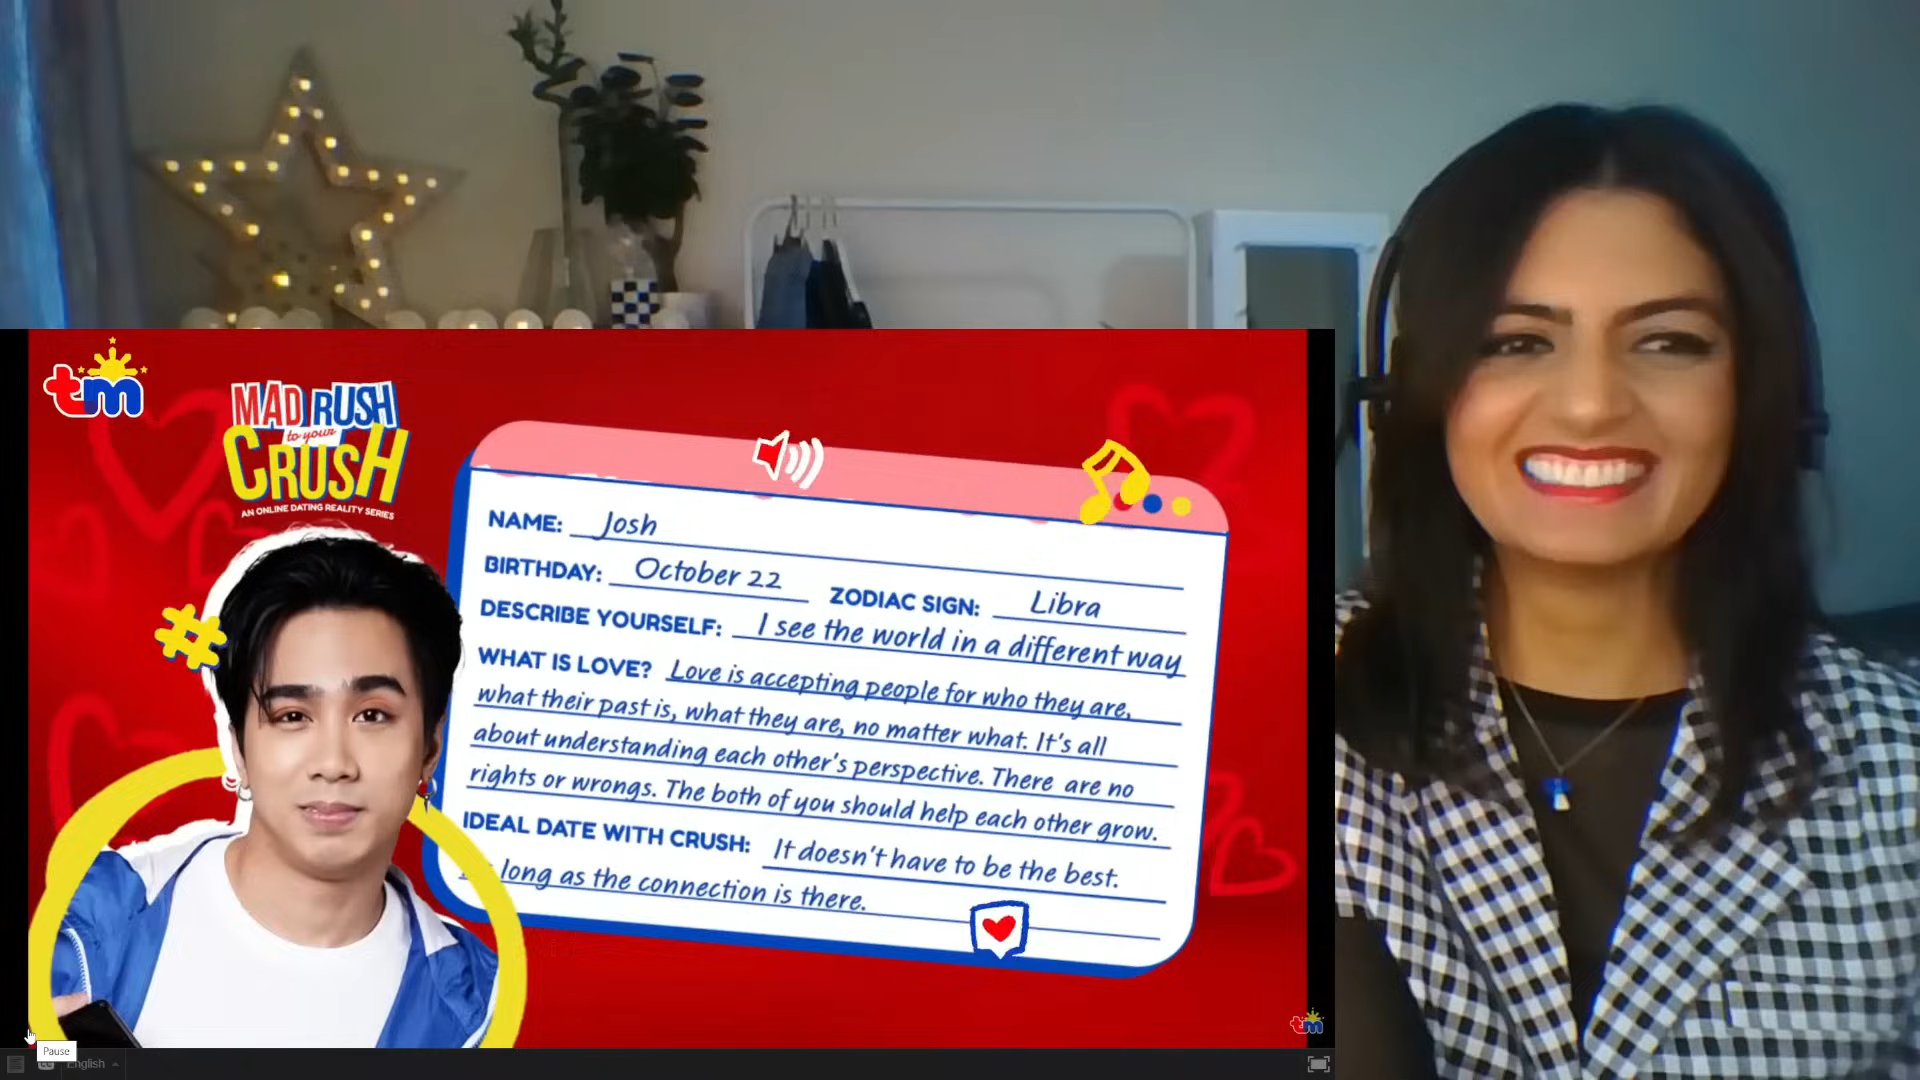 tm
MAD RUSH
to your
CRUSH
AN ONLINE DATING REALITY SERIES
NAME: Josh
BIRTHDAY: October 22 ZODIAC SIGN: Libra
DESCRIBE YOURSELF: I see the world in a different way
WHAT IS LOVE? Love is accepting people for who they are,
what their past is, what they are, no matter what. It's all
about understanding each other's perspective. There are no
rights or wrongs. The both of you should help each other grow.
IDEAL DATE WITH CRUSH: It doesn't have to be the best.
long as the connection is there.
#
tm
Pause
CC English